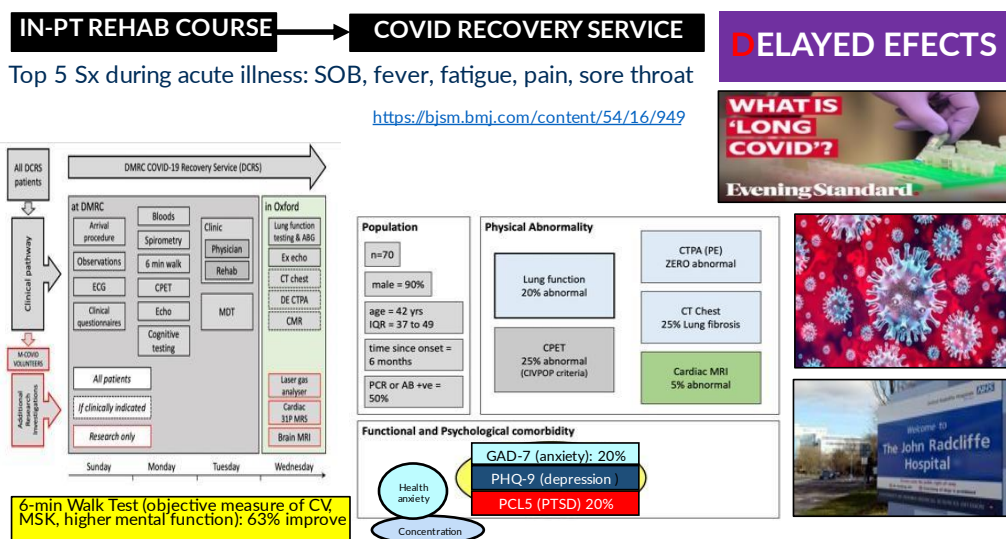 IN-PT REHAB COURSE
COVID RECOVERY SERVICE
DELAYED EFECTS
Top 5 Sx during acute illness: SOB, fever, fatigue, pain, sore throat
https://bjsm.bmj.com/content/54/16/949
WHAT IS
'LONG
COVID'?
Evening Standard.
All DCRS
patients
DMRC COVID-19 Recovery Service (DCRS)
Clinical pathway
at DMRC
Arrival
procedure
Observations
ECG
Clinical
questionnaires
Bloods
Spirometry
6 min walk
CPET
Echo
Cognitive
testing
Clinic
Physician
Rehab
MDT
in Oxford
Lung function
testing & ABG
Ex echo
CT chest
DE CTPA
CMR
M-COVID
VOLUNTEERS
Additional
Research
Investigations
All patients
If clinically indicated
Research only
Laser gas
analyser
Cardiac
31P MRS
Brain MRI
Sunday
Monday
Tuesday
Wednesday
6-min Walk Test (objective measure of CV,
MSK, higher mental function): 63% improve
Population
n=70
male = 90%
age = 42 yrs
IQR = 37 to 49
time since onset =
6 months
PCR or AB +ve =
50%
Physical Abnormality
Lung function
20% abnormal
CPET
25% abnormal
(CIVPOP criteria)
CTPA (PE)
ZERO abnormal
CT Chest
25% Lung fibrosis
Cardiac MRI
5% abnormal
Functional and Psychological comorbidity
Health
anxiety
Concentration
GAD-7 (anxiety): 20%
PHQ-9 (depression)
PCL5 (PTSD) 20%
NHS
Welcome to
The John Radcliffe
Hospital